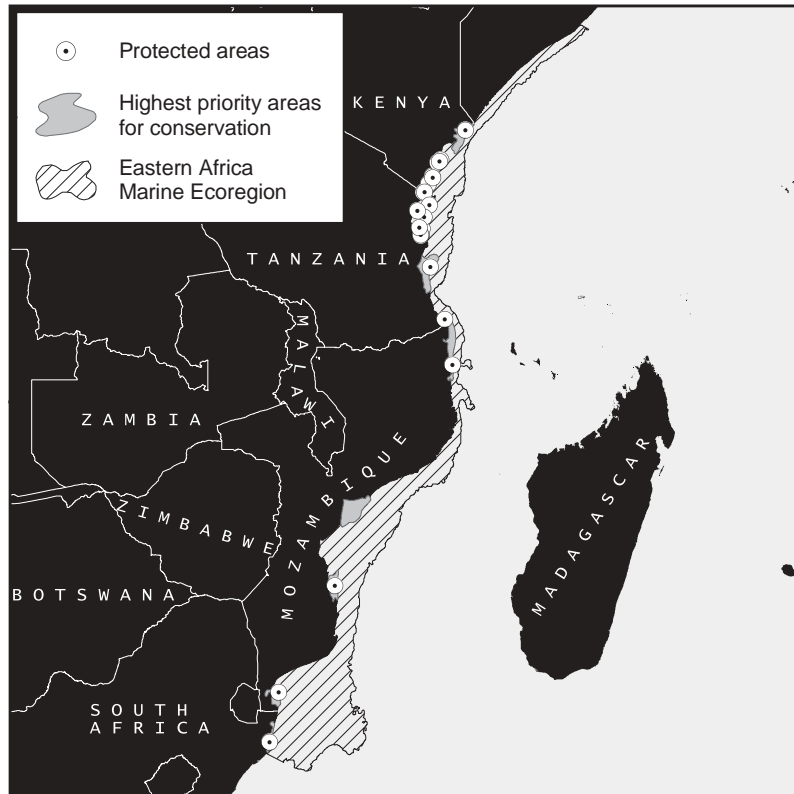 Protected areas
Highest priority areas
for conservation
Eastern Africa
Marine Ecoregion
KENYA
TANZANIA
MALAWI
ZAMBIA
MOZAMBIQUE
ZIMBABWE
MADAGASCAR
BOTSWANA
SOUTH
AFRICA